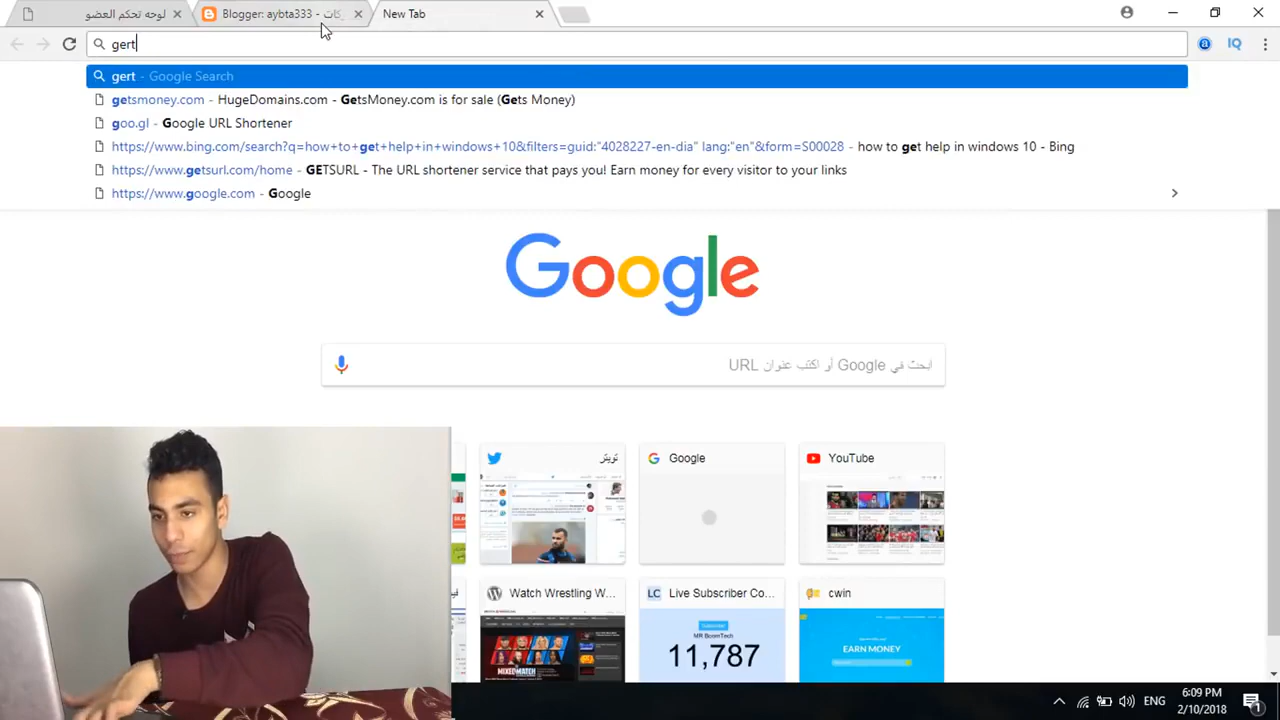 لوحه تحكم العضو
Blogger: aybta333 - كات
New Tab
gert
gert - Google Search
getsmoney.com - HugeDomains.com - GetsMoney.com is for sale (Gets Money)
goo.gl - Google URL Shortener
https://www.bing.com/search?q=how+to+get+help+in+windows+10&filters=guid:"4028227-en-dia" lang:"en"&form=S00028 - how to get help in windows 10 - Bing
https://www.getsurl.com/home - GETSURL - The URL shortener service that pays you! Earn money for every visitor to your links
https://www.google.com - Google
Google
ابحث في Google أو اكتب عنوان URL
تويتر
Google
YouTube
Watch Wrestling W...
Live Subscriber Co...
cwin
MR BoomTech
11,787
EARN MONEY
ENG
6:09 PM
2/10/2018